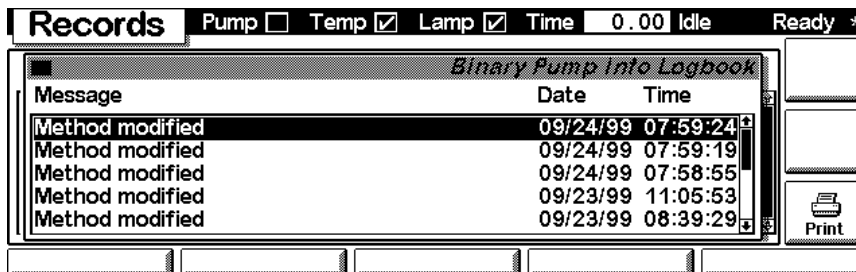 Records Pump Temp Lamp Time 0.00 Idle Ready *
Binary Pump Info Logbook
Message Date Time
Method modified 09/24/99 07:59:24
Method modified 09/24/99 07:59:19
Method modified 09/24/99 07:58:55
Method modified 09/23/99 11:05:53
Method modified 09/23/99 08:39:29
Print